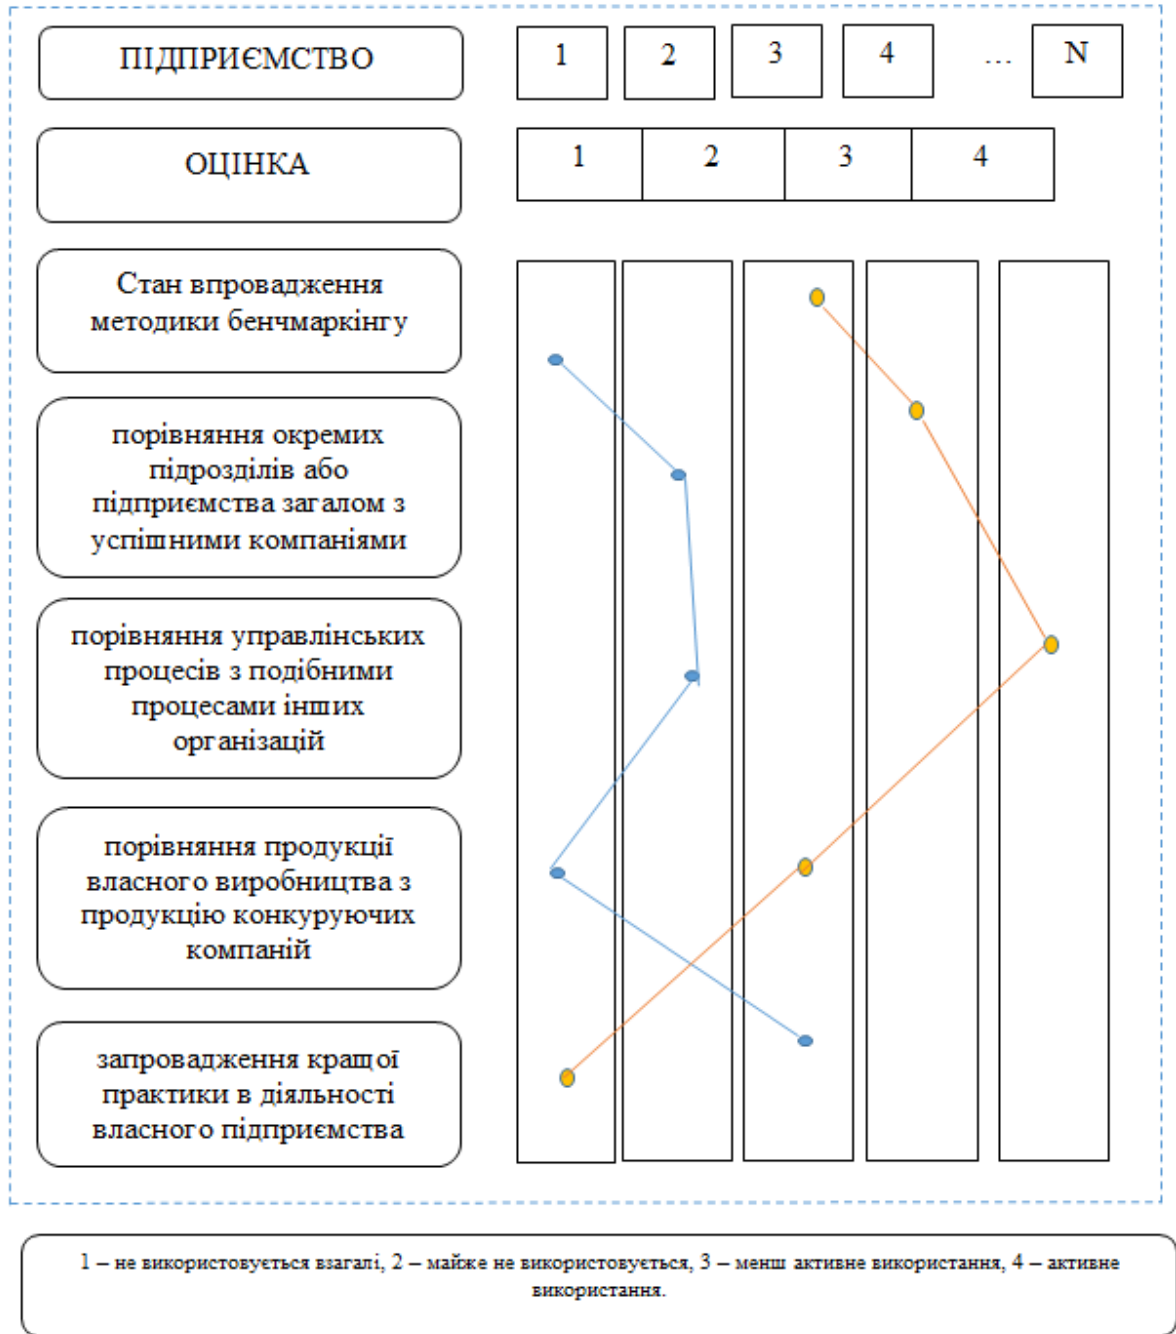 ПІДПРИЄМСТВО
1 2 3 4 ... N
ОЦІНКА
1 2 3 4
Стан впровадження
методики бенчмаркінгу
порівняння окремих
підрозділів або
підприємства загалом з
успішними компаніями
порівняння управлінських
процесів з подібними
процесами інших
організацій
порівняння продукції
власного виробництва з
продукцію конкуруючих
компаній
запровадження кращої
практики в діяльності
власного підприємства
1 – не використовується взагалі, 2 – майже не використовується, 3 – менш активне використання, 4 – активне
використання.